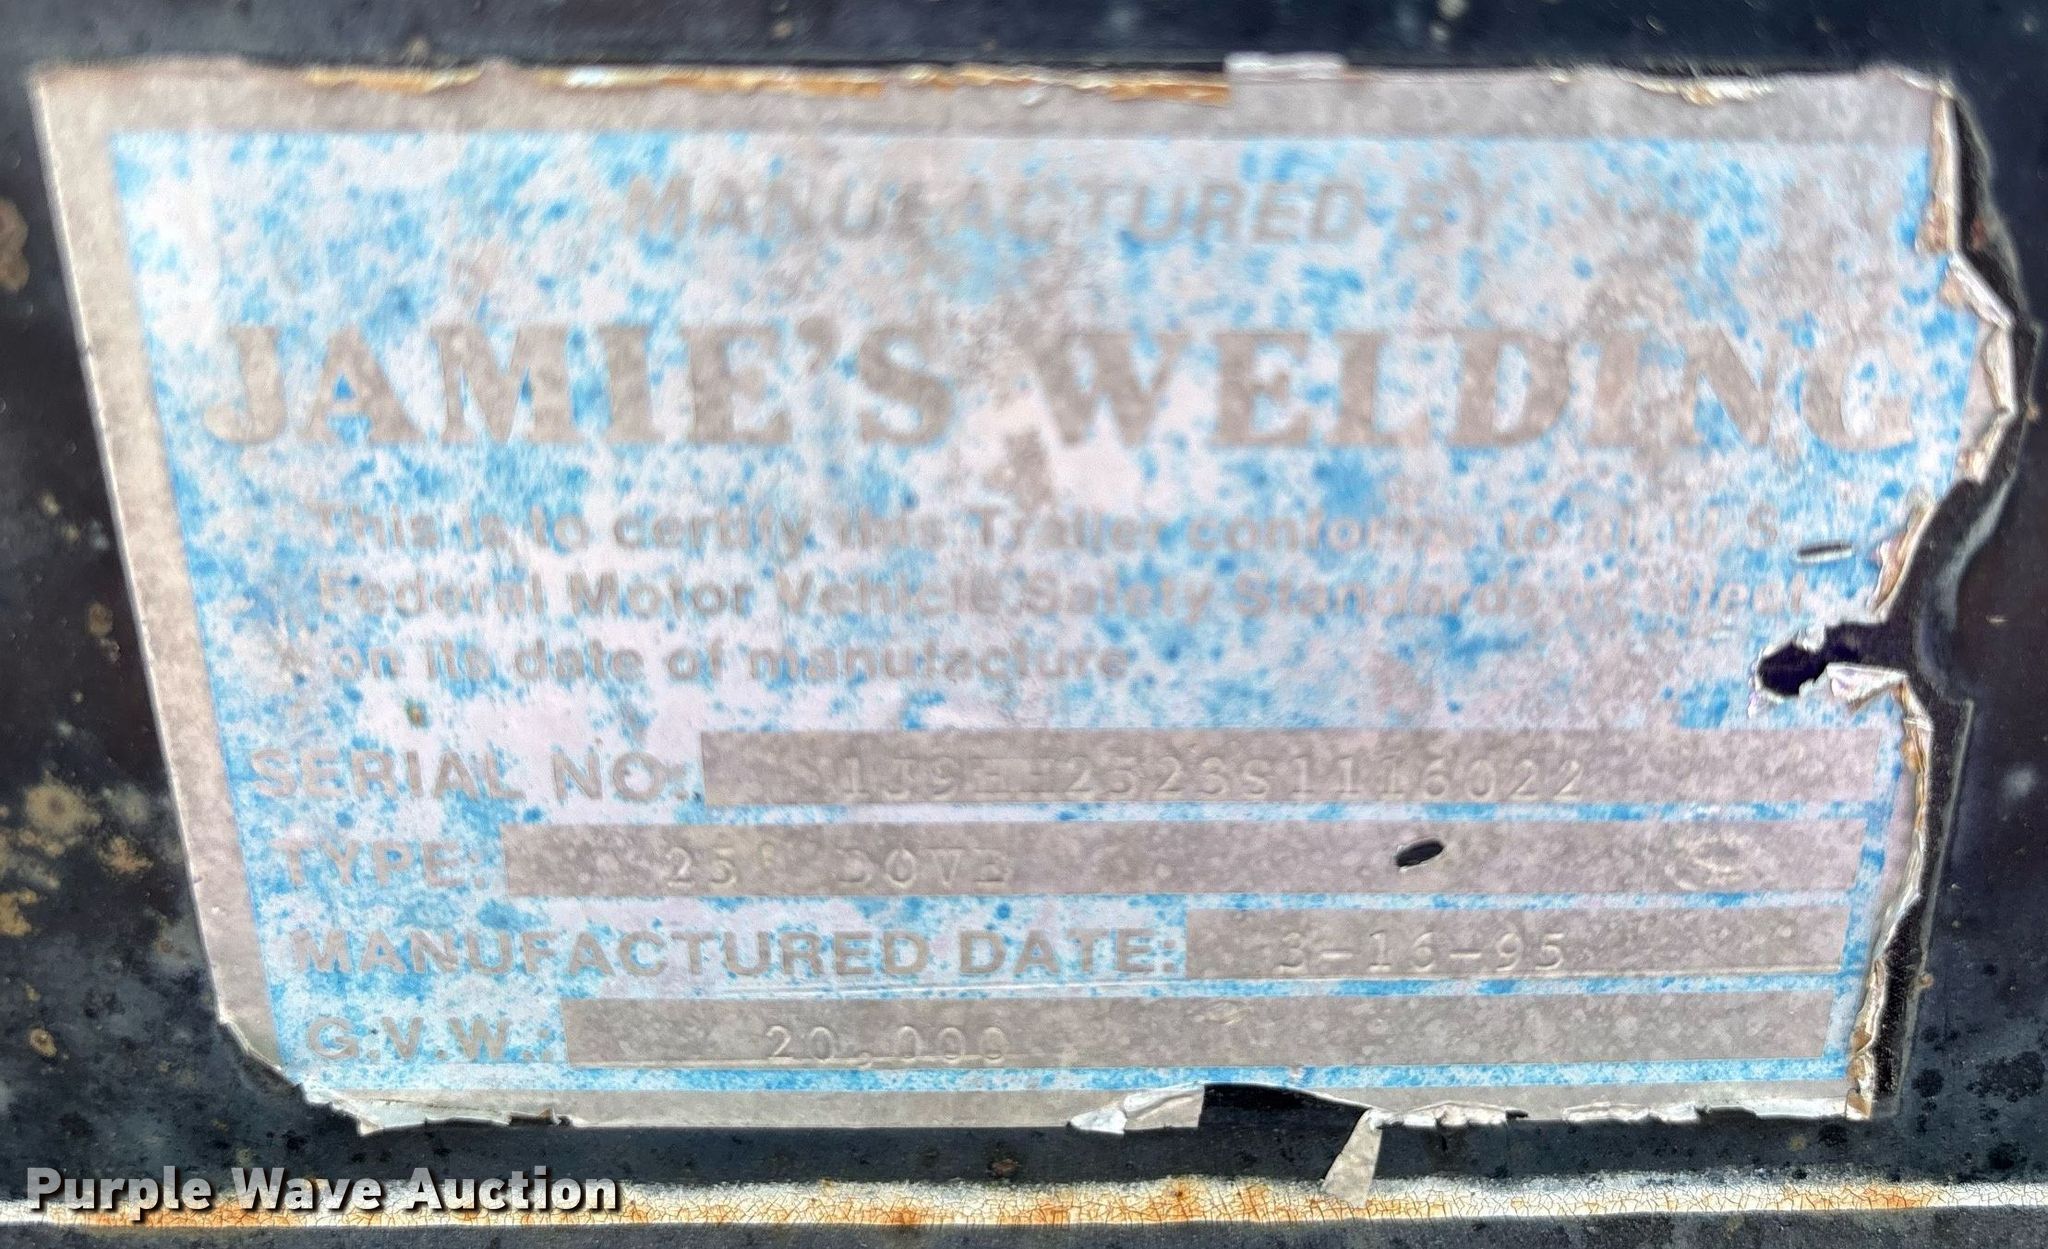 MANUFACTURED BY
JAMIE'S WELDING
This is to certify this Trailer conforms to all U.S.
Federal Motor Vehicle Safety Standards in effect
on its date of manufacture
SERIAL NO: 1J9HH2523S1116022
TYPE: 25' DOVE
MANUFACTURED DATE: 3-16-95
G.V.W.: 20,000
Purple Wave Auction